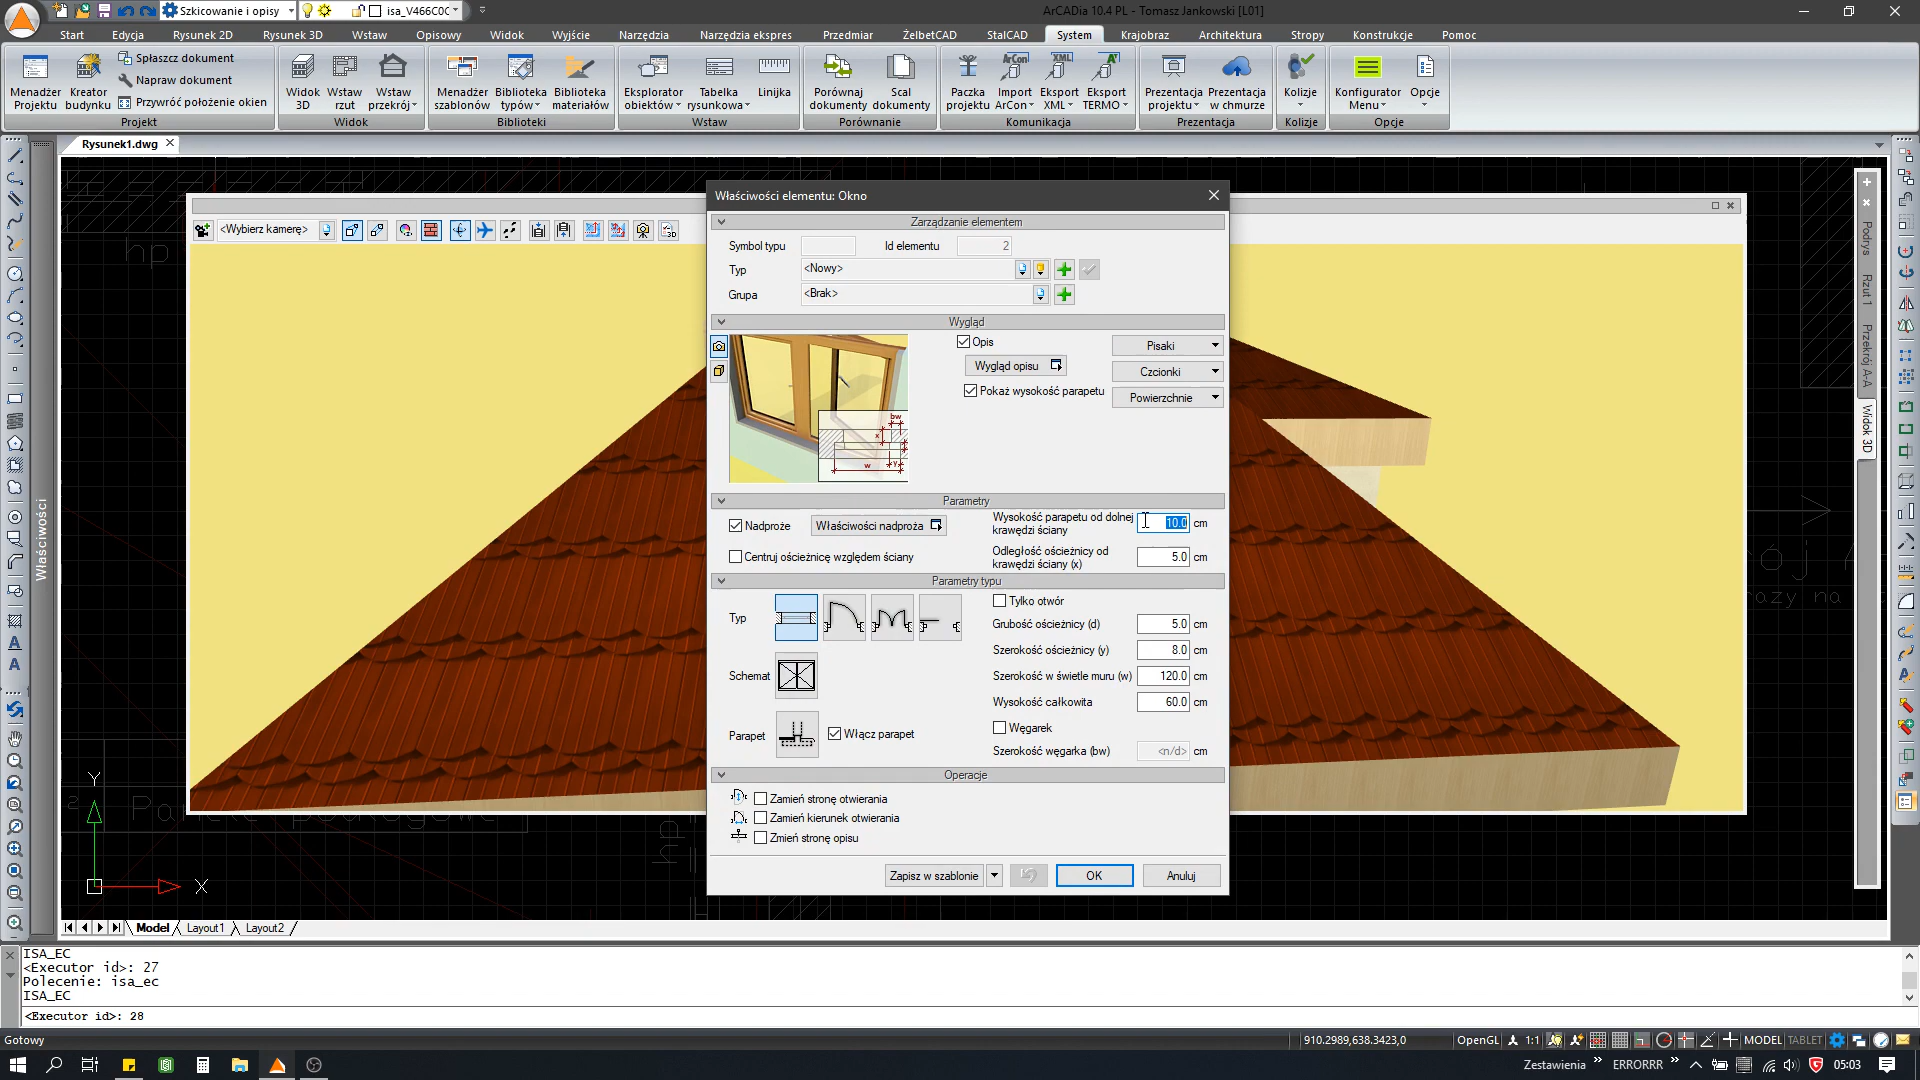 Szkicowanie i opisy
isa_V466C0C
ArCADia 10.4 PL - Tomasz Jankowski [L01]
Start
Edycja
Rysunek 2D
Rysunek 3D
Wstaw
Opisowy
Widok
Wyjście
Narzędzia
Narzędzia ekspres
Przedmiar
ŻelbetCAD
StalCAD
System
Krajobraz
Architektura
Stropy
Konstrukcje
Pomoc
Menadżer Projektu
Kreator budynku
Spłaszcz dokument
Napraw dokument
Przywróć położenie okien
Projekt
Widok 3D
Wstaw rzut
Wstaw przekrój
Widok
Menadżer szablonów
Biblioteka typów
Biblioteka materiałów
Biblioteki
Eksplorator obiektów
Tabelka rysunkowa
Linijka
Wstaw
Porównaj dokumenty
Scal dokumenty
Porównanie
Paczka projektu
Import ArCon
Eksport XML
Eksport TERMO
Komunikacja
Prezentacja projektu
Prezentacja w chmurze
Prezentacja
Kolizje
Kolizje
Konfigurator Menu
Opcje
Opcje
Rysunek1.dwg
<Wybierz kamerę>
Właściwości
Podrys
Rzut 1
Przekrój A-A
Widok 3D
hp
Właściwości elementu: Okno
Zarządzanie elementem
Symbol typu
Id elementu 2
Typ <Nowy>
Grupa <Brak>
Wygląd
bw
x
w
y
Opis
Wygląd opisu
Pokaż wysokość parapetu
Pisaki
Czcionki
Powierzchnie
Parametry
Nadproże
Właściwości nadproża
Wysokość parapetu od dolnej krawędzi ściany 10.0 cm
Centruj ościeżnicę względem ściany
Odległość ościeżnicy od krawędzi ściany (x) 5.0 cm
Parametry typu
Typ
Tylko otwór
Grubość ościeżnicy (d) 5.0 cm
Szerokość ościeżnicy (y) 8.0 cm
Schemat
Szerokość w świetle muru (w) 120.0 cm
Wysokość całkowita 60.0 cm
Parapet
Włącz parapet
Węgarek
Szerokość węgarka (bw) <n/d> cm
Operacje
Zamień stronę otwierania
Zamień kierunek otwierania
Zmień stronę opisu
Zapisz w szablonie
OK
Anuluj
Y
X
Model
Layout1
Layout2
ISA_EC
<Executor id>: 27
Polecenie: isa_ec
ISA_EC
<Executor id>: 28
Gotowy
910.2989,638.3423,0
OpenGL
1:1
MODEL
TABLET
Zestawienia
ERRORRR
05:03